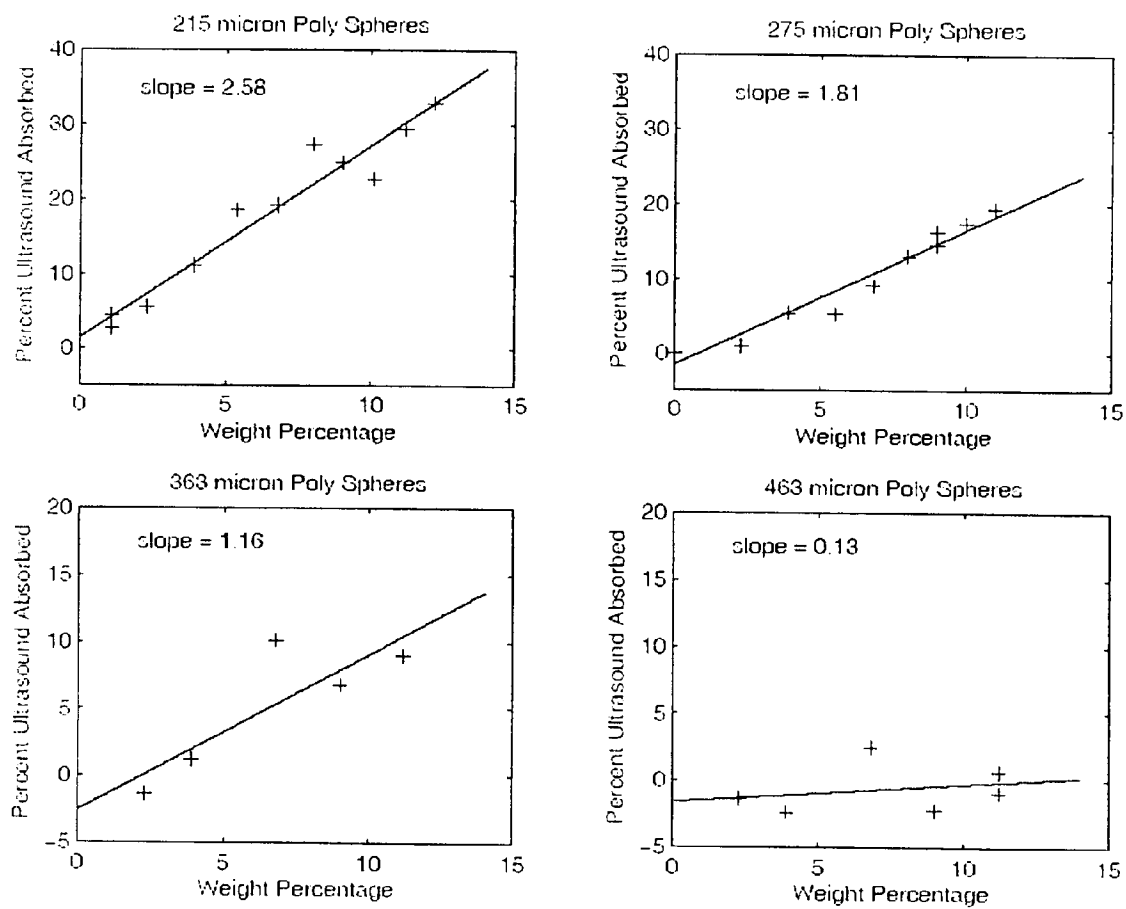 215 micron Poly Spheres
slope = 2.58
Percent Ultrasound Absorbed
40
30
20
10
0
0 5 10 15
Weight Percentage
275 micron Poly Spheres
slope = 1.81
Percent Ultrasound Absorbed
40
30
20
10
0
0 5 10 15
Weight Percentage
363 micron Poly Spheres
slope = 1.16
Percent Ultrasound Absorbed
20
15
10
5
0
-5
0 5 10 15
Weight Percentage
463 micron Poly Spheres
slope = 0.13
Percent Ultrasound Absorbed
20
15
10
5
0
-5
0 5 10 15
Weight Percentage